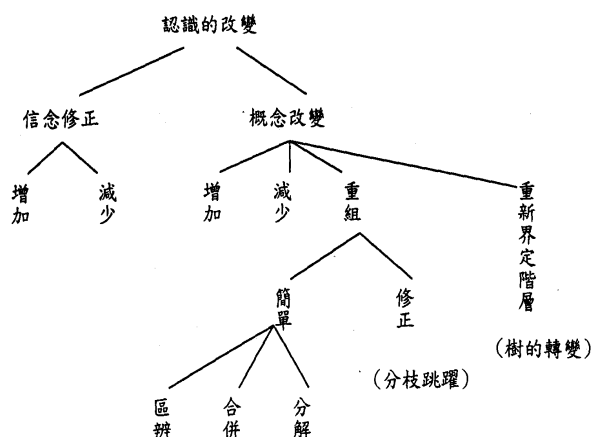 認識的改變
信念修正
概念改變
增加
減少
增加
減少
重組
重新界定階層
簡單
修正
(樹的轉變)
(分枝跳躍)
區辨
合併
分解